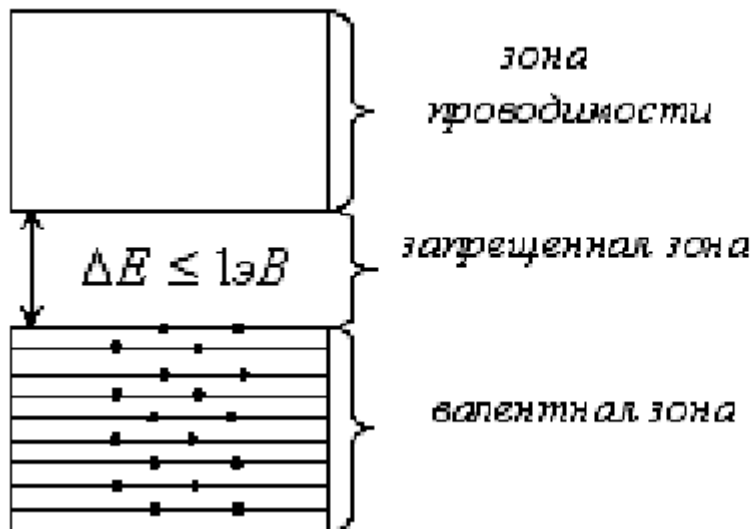 зона
проводимости
запрещенная зона
ΔE ≤ 1эВ
валентная зона